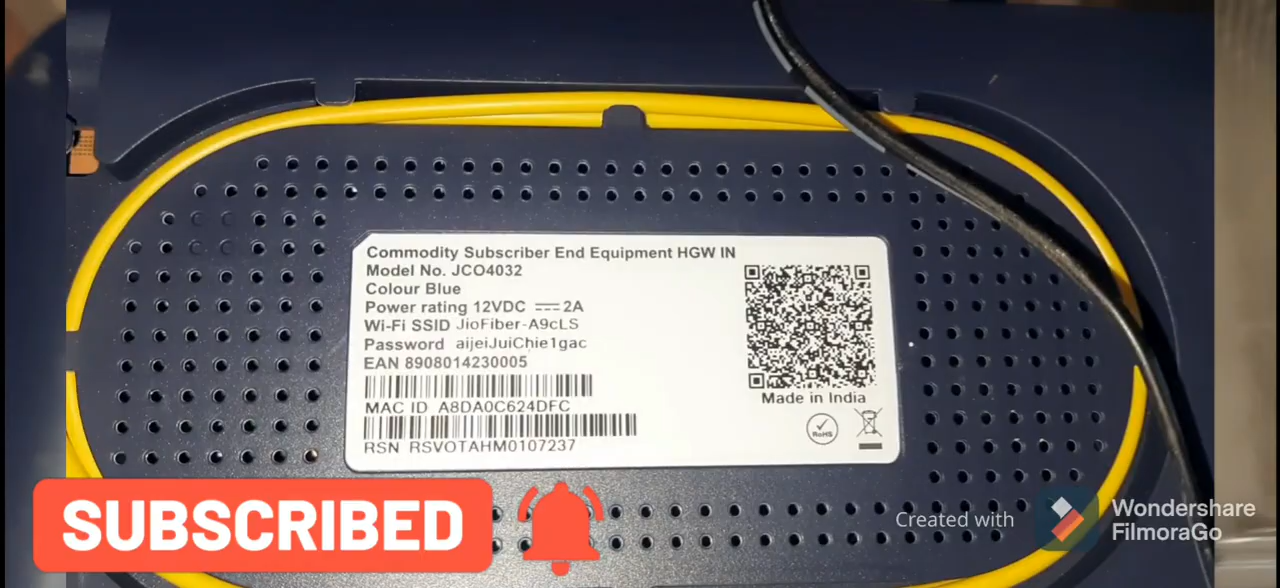 Commodity Subscriber End Equipment HGW IN
Model No. JCO4032
Colour Blue
Power rating 12VDC ⎓ 2A
Wi-Fi SSID JioFiber-A9cLS
Password aijeiJuiChie1gac
EAN 8908014230005
MAC ID A8DA0C624DFC
RSN RSVOTAHM0107237
Made in India
RoHS
SUBSCRIBED
Created with
Wondershare
FilmoraGo